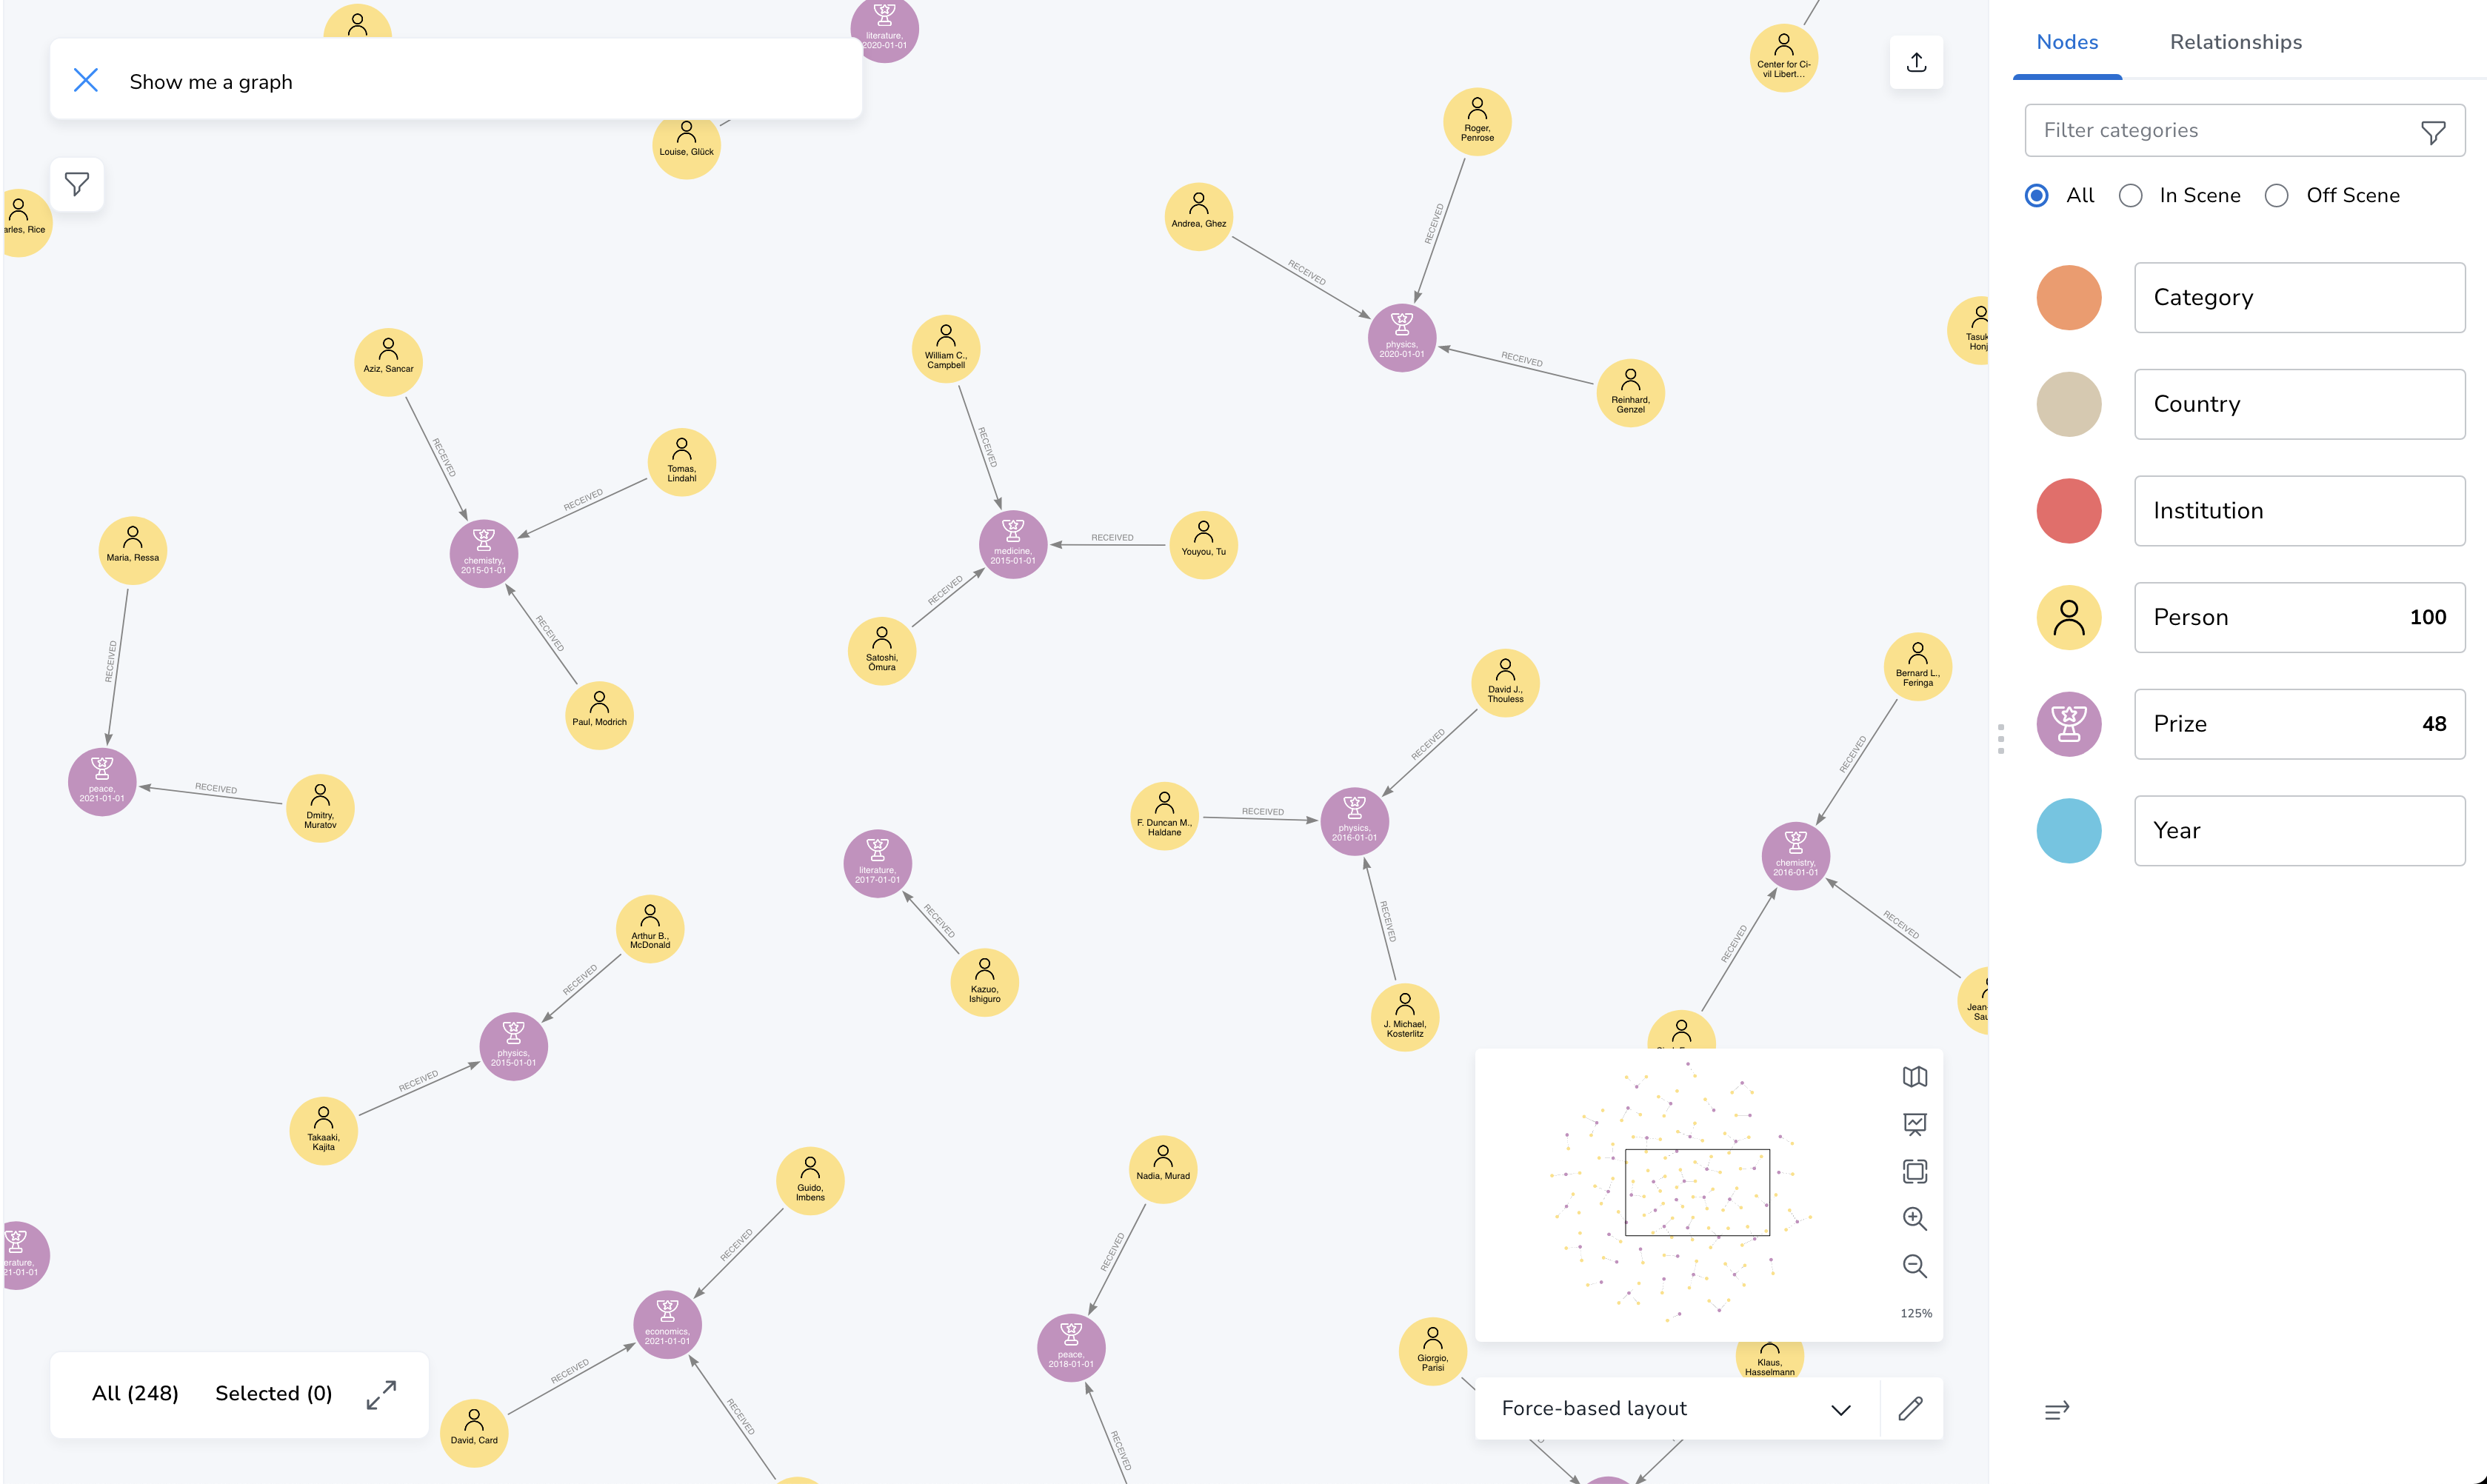 literature,
2020-01-01
Show me a graph
Louise, Glück
arles, Rice
Center for Ci-
vil Libert...
Roger,
Penrose
Andrea, Ghez
RECEIVED
RECEIVED
physics,
2020-01-01
RECEIVED
Reinhard,
Genzel
Tasuk
Honj
Aziz, Sancar
William C.,
Campbell
RECEIVED
RECEIVED
Tomas,
Lindahl
RECEIVED
chemistry,
2015-01-01
medicine,
2015-01-01
RECEIVED
Youyou, Tu
Maria, Ressa
RECEIVED
RECEIVED
Satoshi,
Ōmura
RECEIVED
Paul, Modrich
peace,
2021-01-01
RECEIVED
Dmitry,
Muratov
David J.,
Thouless
Bernard L.,
Feringa
RECEIVED
RECEIVED
F. Duncan M.,
Haldane
RECEIVED
physics,
2016-01-01
chemistry,
2016-01-01
literature,
2017-01-01
RECEIVED
Kazuo,
Ishiguro
RECEIVED
J. Michael,
Kosterlitz
RECEIVED
RECEIVED
Jean-
Sau
Arthur B.,
McDonald
RECEIVED
physics,
2015-01-01
RECEIVED
Takaaki,
Kajita
Guido,
Imbens
Nadia, Murad
RECEIVED
RECEIVED
erature,
21-01-01
economics,
2021-01-01
peace,
2018-01-01
RECEIVED
RECEIVED
RECEIVED
David, Card
Giorgio,
Parisi
Klaus,
Hasselmann
125%
All (248)
Selected (0)
Force-based layout
Nodes
Relationships
Filter categories
All
In Scene
Off Scene
Category
Country
Institution
Person 100
Prize 48
Year